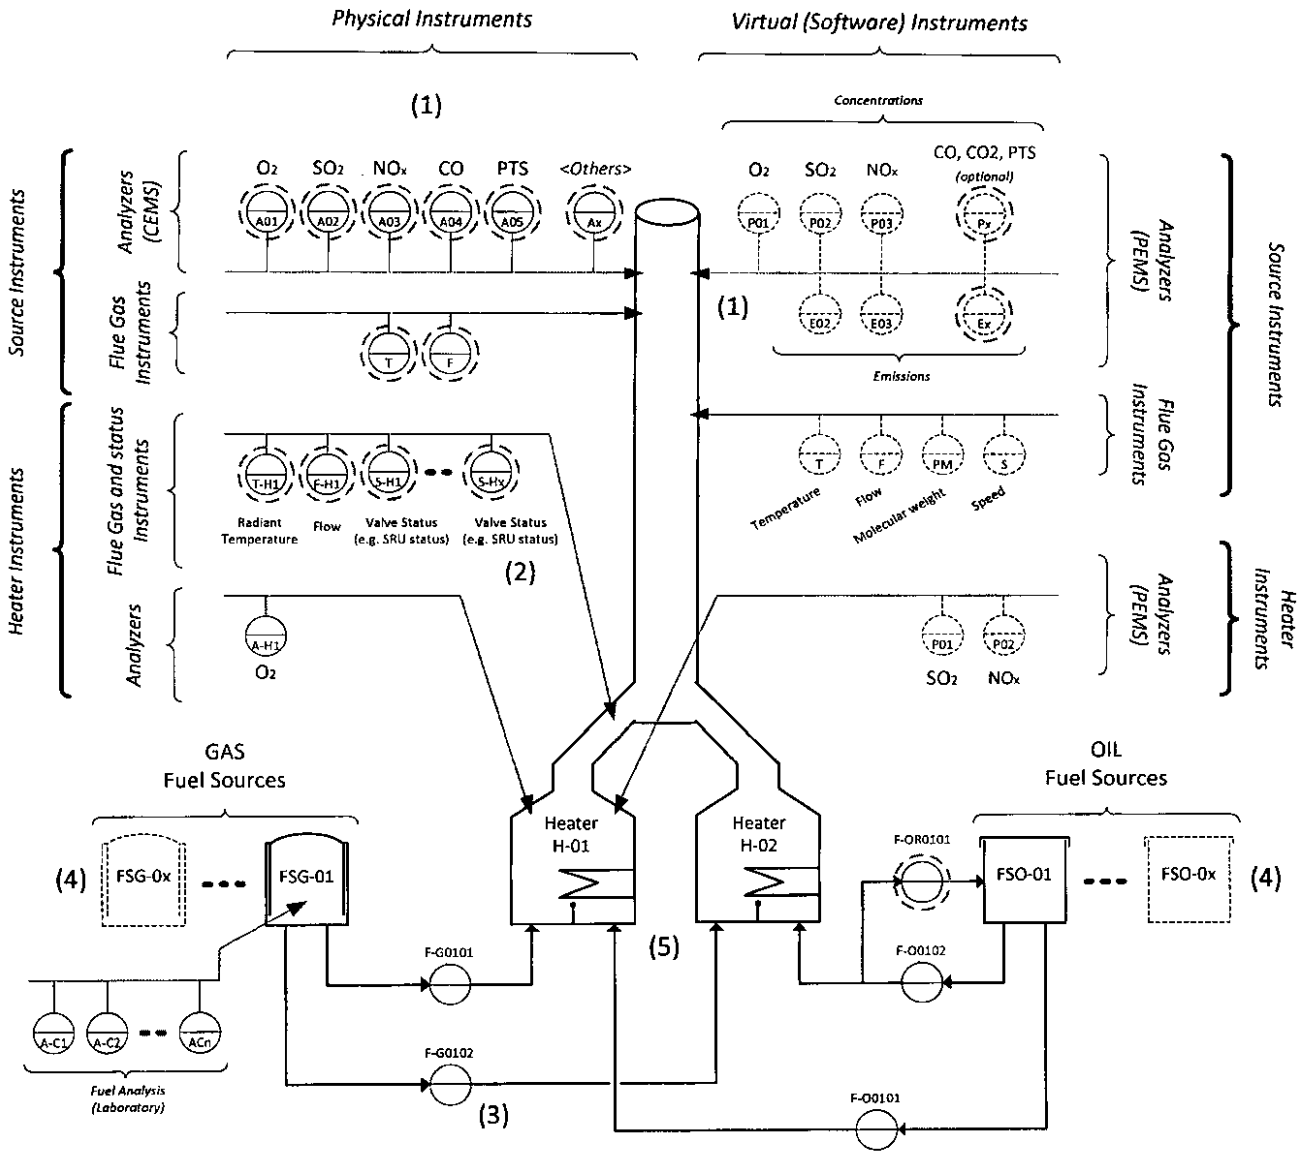 Physical Instruments
Virtual (Software) Instruments
(1)
Concentrations
O2 SO2 NOx CO PTS <Others>
A01 A02 A03 A04 A05 Ax
O2 SO2 NOx
CO, CO2, PTS
(optional)
P01 P02 P03 Px
(1)
E02 E03 Ex
Emissions
Source Instruments
Analyzers
(CEMS)
Flue Gas
Instruments
T F
Analyzers
(PEMS)
Source Instruments
Flue Gas
Instruments
T F PM S
Temperature
Flow
Molecular weight
Speed
Heater Instruments
Flue Gas and status
Instruments
T-H1 F-H1 S-H1 S-Hx
Radiant
Temperature
Flow
Valve Status
(e.g. SRU status)
Valve Status
(e.g. SRU status)
(2)
Analyzers
A-H1
O2
Analyzers
(PEMS)
Heater
Instruments
P01 P02
SO2 NOx
GAS
Fuel Sources
OIL
Fuel Sources
(4)
FSG-0x
FSG-01
Heater
H-01
Heater
H-02
F-OR0101
FSO-01
FSO-0x
(4)
(5)
F-G0101
F-O0102
A-C1 A-C2 ACn
Fuel Analysis
(Laboratory)
F-G0102
(3)
F-O0101